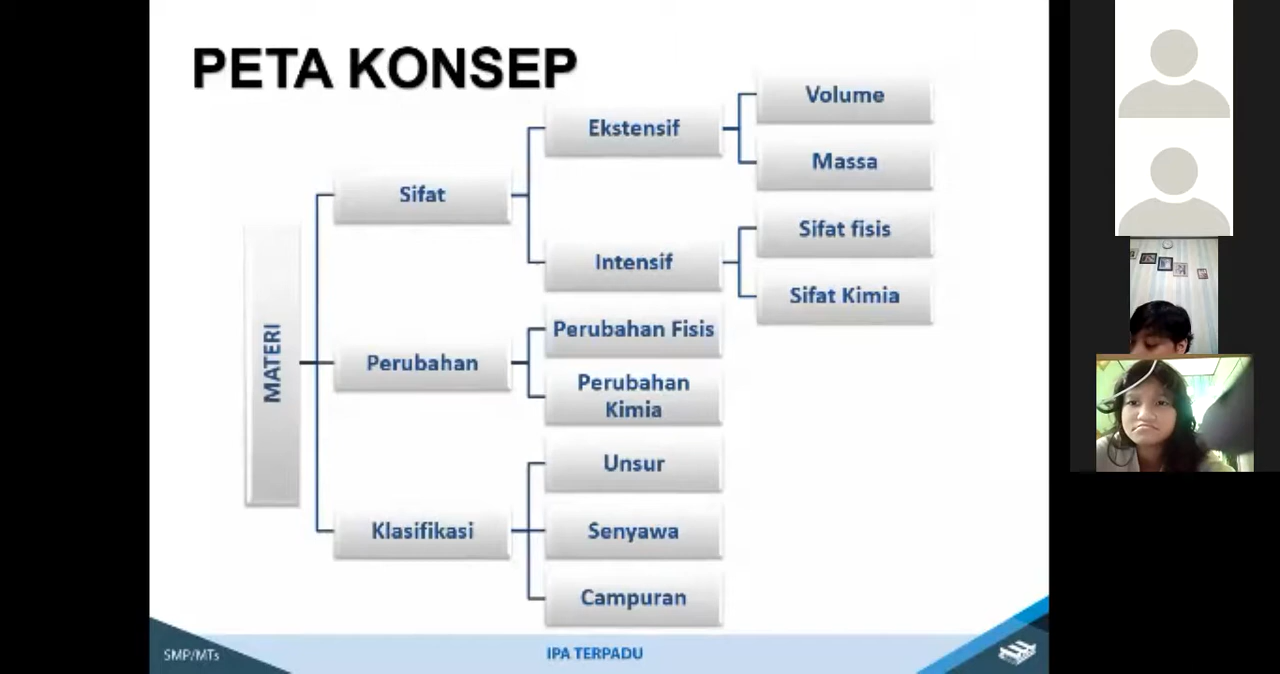 PETA KONSEP
MATERI
Sifat
Ekstensif
Volume
Massa
Intensif
Sifat fisis
Sifat Kimia
Perubahan
Perubahan Fisis
Perubahan
Kimia
Klasifikasi
Unsur
Senyawa
Campuran
SMP/MTs
IPA TERPADU